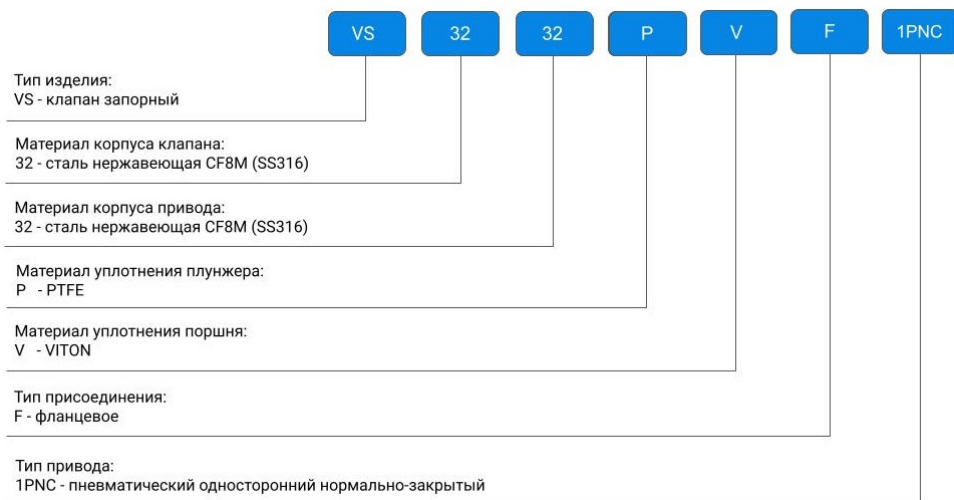 VS 32 32 P V F 1PNC
Тип изделия:
VS - клапан запорный
Материал корпуса клапана:
32 - сталь нержавеющая CF8M (SS316)
Материал корпуса привода:
32 - сталь нержавеющая CF8M (SS316)
Материал уплотнения плунжера:
P - PTFE
Материал уплотнения поршня:
V - VITON
Тип присоединения:
F - фланцевое
Тип привода:
1PNC - пневматический односторонний нормально-закрытый